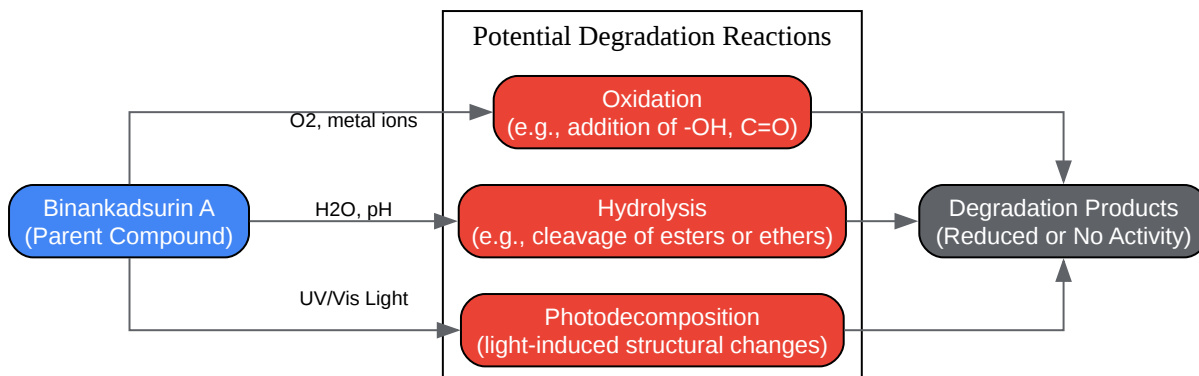 Potential Degradation Reactions
Oxidation
(e.g., addition of -OH, C=O)
O2, metal ions
Binankadsurin A
(Parent Compound)
H2O, pH
Hydrolysis
(e.g., cleavage of esters or ethers)
Degradation Products
(Reduced or No Activity)
UV/Vis Light
Photodecomposition
(light-induced structural changes)